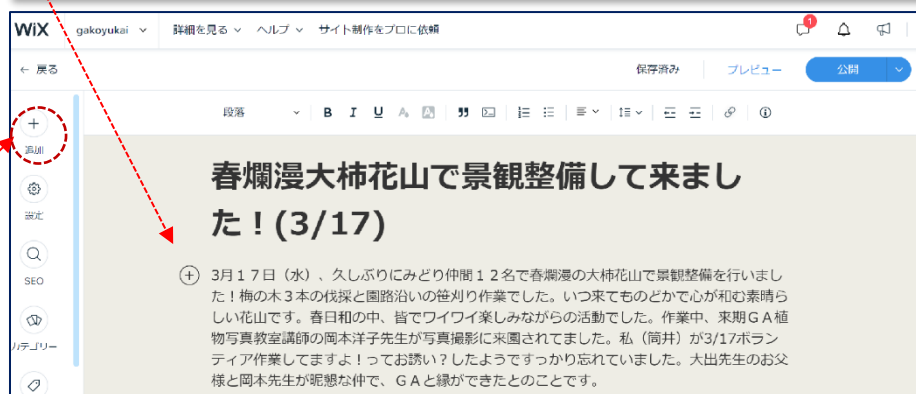 WiX gakoyukai 詳細を見る ヘルプ サイト制作をプロに依頼 1
← 戻る 保存済み プレビュー 公開
段落 B I U A A
追加
設定
SEO
カテゴリー
春爛漫大柿花山で景観整備して来まし
た！(3/17)
3月１７日（水）、久しぶりにみどり仲間１２名で春爛漫の大柿花山で景観整備を行いまし
た！梅の木３本の伐採と園路沿いの笹刈り作業でした。いつ来てものどかで心が和む素晴ら
しい花山です。春日和の中、皆でワイワイ楽しみながらの活動でした。作業中、来期ＧＡ植
物写真教室講師の岡本洋子先生が写真撮影に来園されてました。私（筒井）が3/17ボラン
ティア作業してますよ！ってお誘い？したようですっかり忘れていました。大出先生のお父
様と岡本先生が昵懇な仲で、ＧＡと縁ができたとのことです。